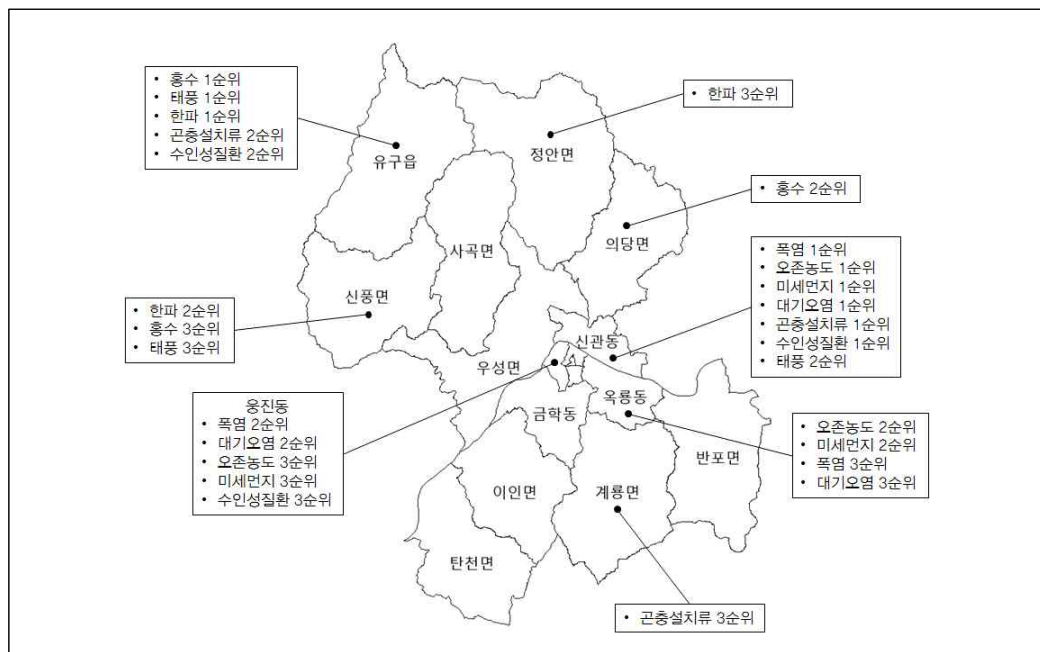 • 홍수 1순위
• 태풍 1순위
• 한파 1순위
• 곤충설치류 2순위
• 수인성질환 2순위
• 한파 3순위
유구읍
정안면
• 홍수 2순위
사곡면
의당면
• 폭염 1순위
• 오존농도 1순위
• 미세먼지 1순위
• 대기오염 1순위
• 곤충설치류 1순위
• 수인성질환 1순위
• 태풍 2순위
신풍면
• 한파 2순위
• 홍수 3순위
• 태풍 3순위
신관동
우성면
웅진동
• 폭염 2순위
• 대기오염 2순위
• 오존농도 3순위
• 미세먼지 3순위
• 수인성질환 3순위
금학동
옥룡동
• 오존농도 2순위
• 미세먼지 2순위
• 폭염 3순위
• 대기오염 3순위
반포면
이인면
계룡면
탄천면
• 곤충설치류 3순위